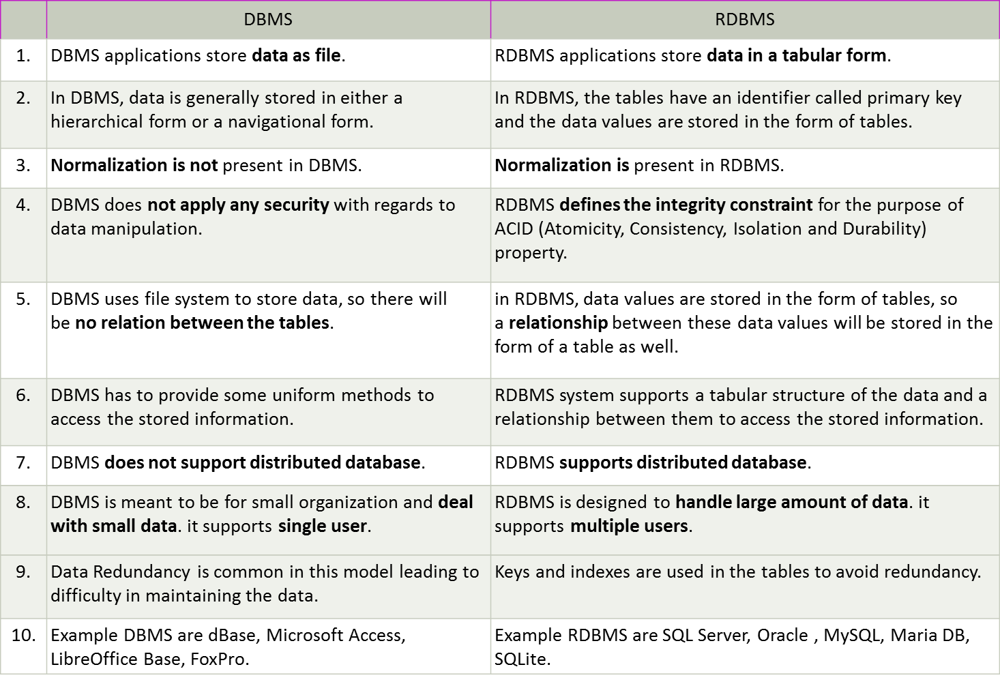 DBMS
RDBMS
1.
DBMS applications store data as file.
RDBMS applications store data in a tabular form.
2.
In DBMS, data is generally stored in either a
hierarchical form or a navigational form.
In RDBMS, the tables have an identifier called primary key
and the data values are stored in the form of tables.
3.
Normalization is not present in DBMS.
Normalization is present in RDBMS.
4.
DBMS does not apply any security with regards to
data manipulation.
RDBMS defines the integrity constraint for the purpose of
ACID (Atomicity, Consistency, Isolation and Durability)
property.
5.
DBMS uses file system to store data, so there will
be no relation between the tables.
in RDBMS, data values are stored in the form of tables, so
a relationship between these data values will be stored in the
form of a table as well.
6.
DBMS has to provide some uniform methods to
access the stored information.
RDBMS system supports a tabular structure of the data and a
relationship between them to access the stored information.
7.
DBMS does not support distributed database.
RDBMS supports distributed database.
8.
DBMS is meant to be for small organization and deal
with small data. it supports single user.
RDBMS is designed to handle large amount of data. it
supports multiple users.
9.
Data Redundancy is common in this model leading to
difficulty in maintaining the data.
Keys and indexes are used in the tables to avoid redundancy.
10.
Example DBMS are dBase, Microsoft Access,
LibreOffice Base, FoxPro.
Example RDBMS are SQL Server, Oracle , MySQL, Maria DB,
SQLite.